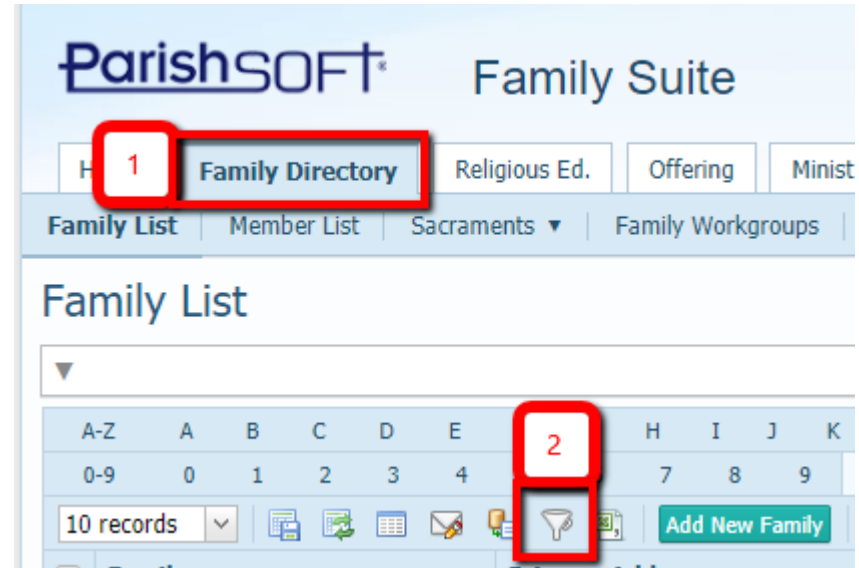 ParishSOFT Family Suite
1 Family Directory Religious Ed. Offering
Family List Member List Sacraments ▼ Family Workgroups
Family List
▼
A-Z A B C D E H I J K
0-9 0 1 2 3 4 7 8 9
2
10 records Add New Family